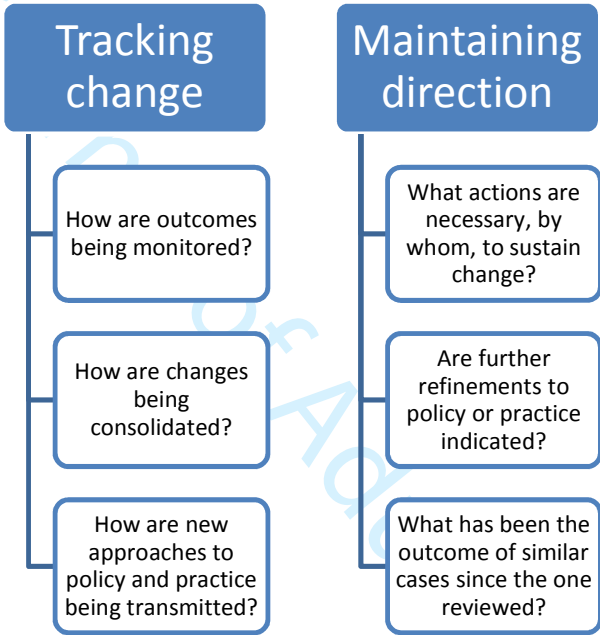 Tracking
change
How are outcomes
being monitored?
How are changes
being
consolidated?
How are new
approaches to
policy and practice
being transmitted?
Maintaining
direction
What actions are
necessary, by
whom, to sustain
change?
Are further
refinements to
policy or practice
indicated?
What has been the
outcome of similar
cases since the one
reviewed?